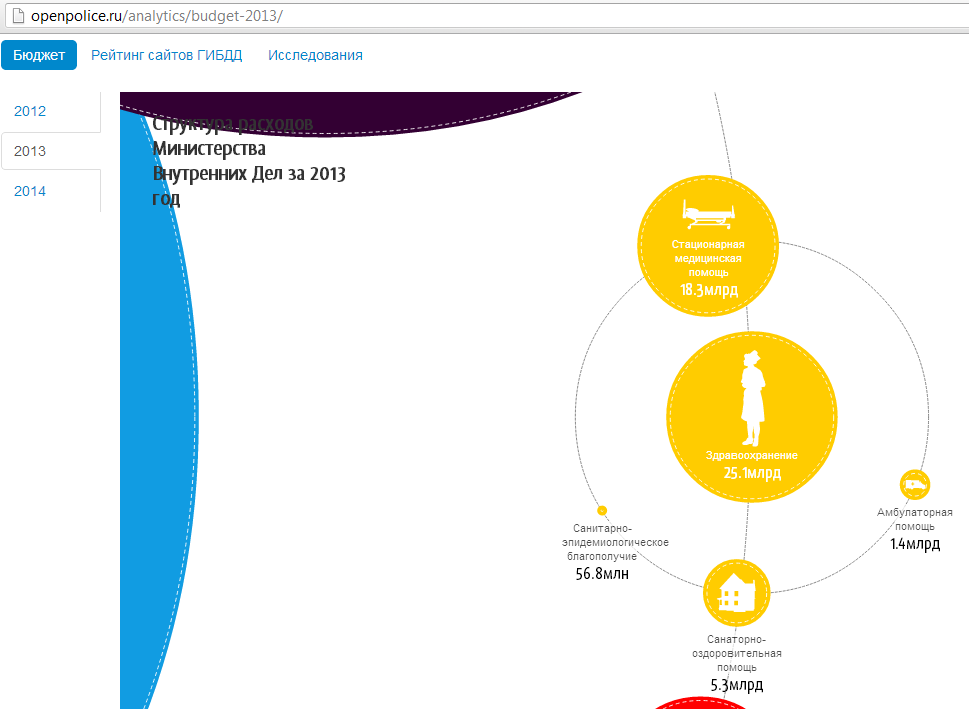 openpolice.ru/analytics/budget-2013/
Бюджет
Рейтинг сайтов ГИБДД
Исследования
2012
2013
2014
Структура расходов
Министерства
Внутренних Дел за 2013
год
Стационарная
медицинская
помощь
18.3млрд
Здравоохранение
25.1млрд
Амбулаторная
помощь
1.4млрд
Санитарно-
эпидемиологическое
благополучие
56.8млн
Санаторно-
оздоровительная
помощь
5.3млрд